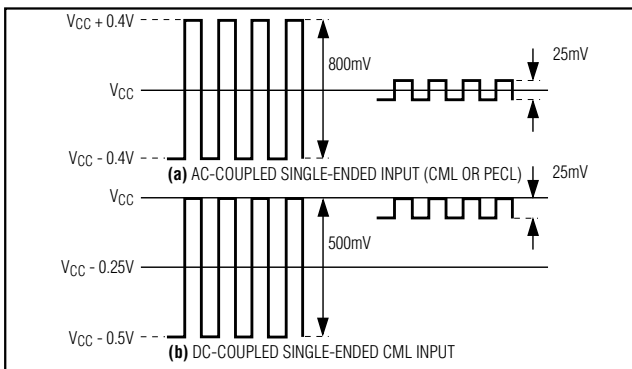 VCC + 0.4V
800mV
25mV
VCC
VCC - 0.4V
(a) AC-COUPLED SINGLE-ENDED INPUT (CML OR PECL)
25mV
VCC
500mV
VCC - 0.25V
VCC - 0.5V
(b) DC-COUPLED SINGLE-ENDED CML INPUT